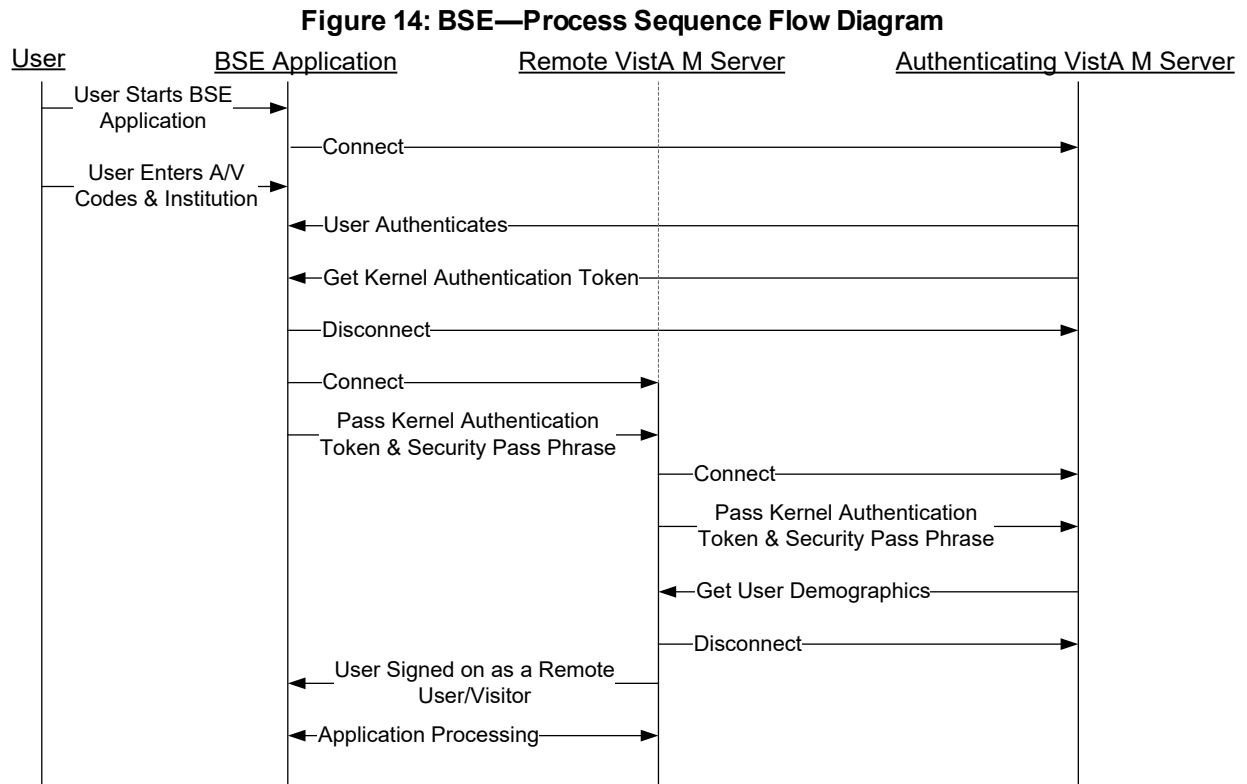 Figure 14: BSE—Process Sequence Flow Diagram
User
BSE Application
Remote VistA M Server
Authenticating VistA M Server
User Starts BSE
Application
Connect
User Enters A/V
Codes & Institution
User Authenticates
Get Kernel Authentication Token
Disconnect
Connect
Pass Kernel Authentication
Token & Security Pass Phrase
Connect
Pass Kernel Authentication
Token & Security Pass Phrase
Get User Demographics
Disconnect
User Signed on as a Remote
User/Visitor
Application Processing